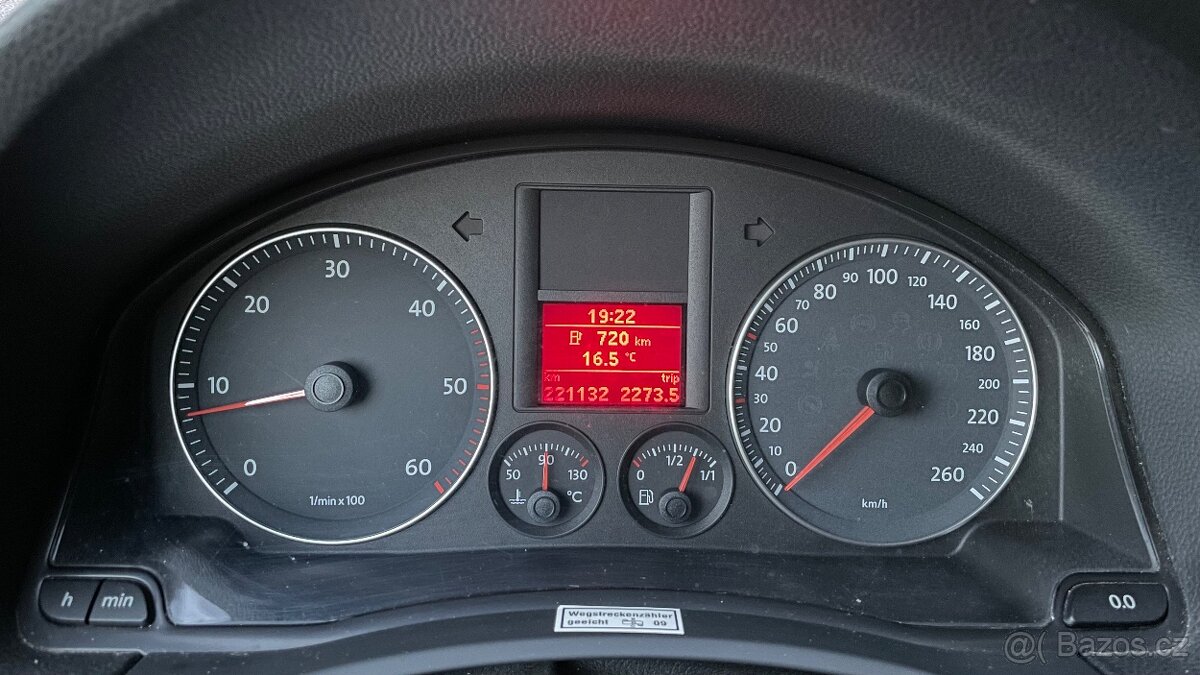 0
10
20
30
40
50
60
1/min x 100
19:22
720 km
16.5 °C
km trip
221132 2273.5
50 90 130
°C
0 1/2 1/1
0
10
20
30
40
50
60
70
80
90
100
120
140
160
180
200
220
240
260
km/h
h min
Wegstreckenzähler
geeicht 09
0.0
@( Bazos.cz